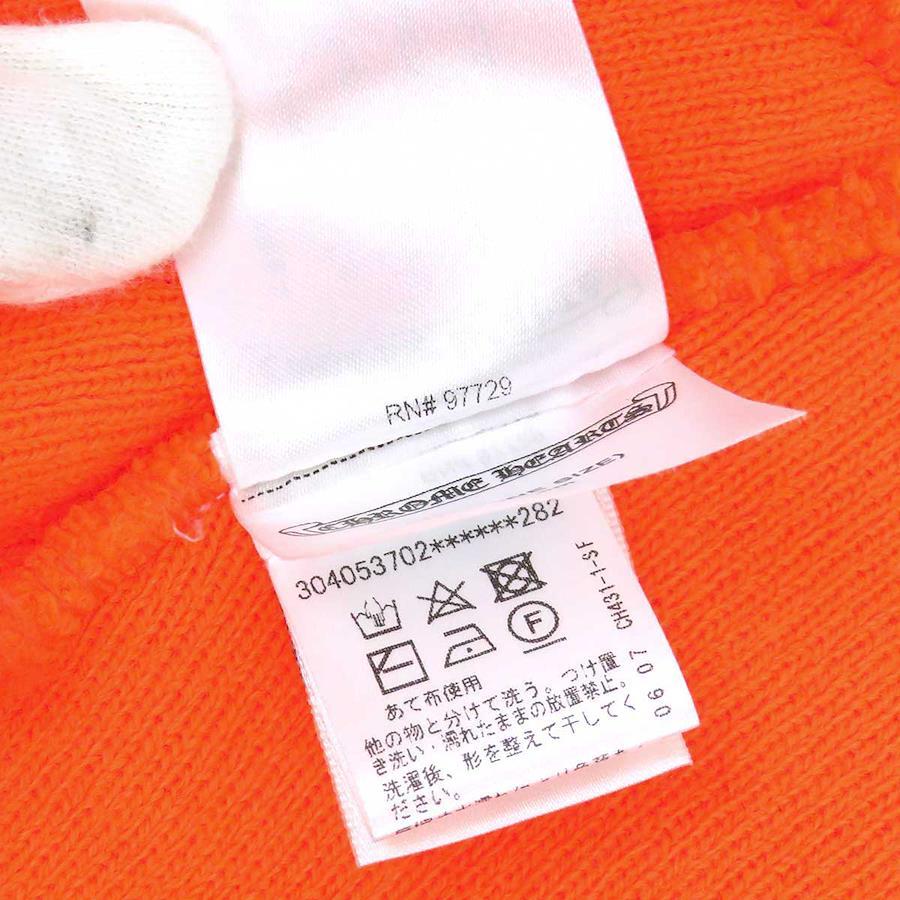 RN# 97729
CHROME HEARTS
SIZE)
304053702******282
F
CH431-1-SF
あて布使用
他の物と分けて洗う。つけ置
き洗い・濡れたままの放置禁止。
洗濯後、形を整えて干してく
ださい。
06 07